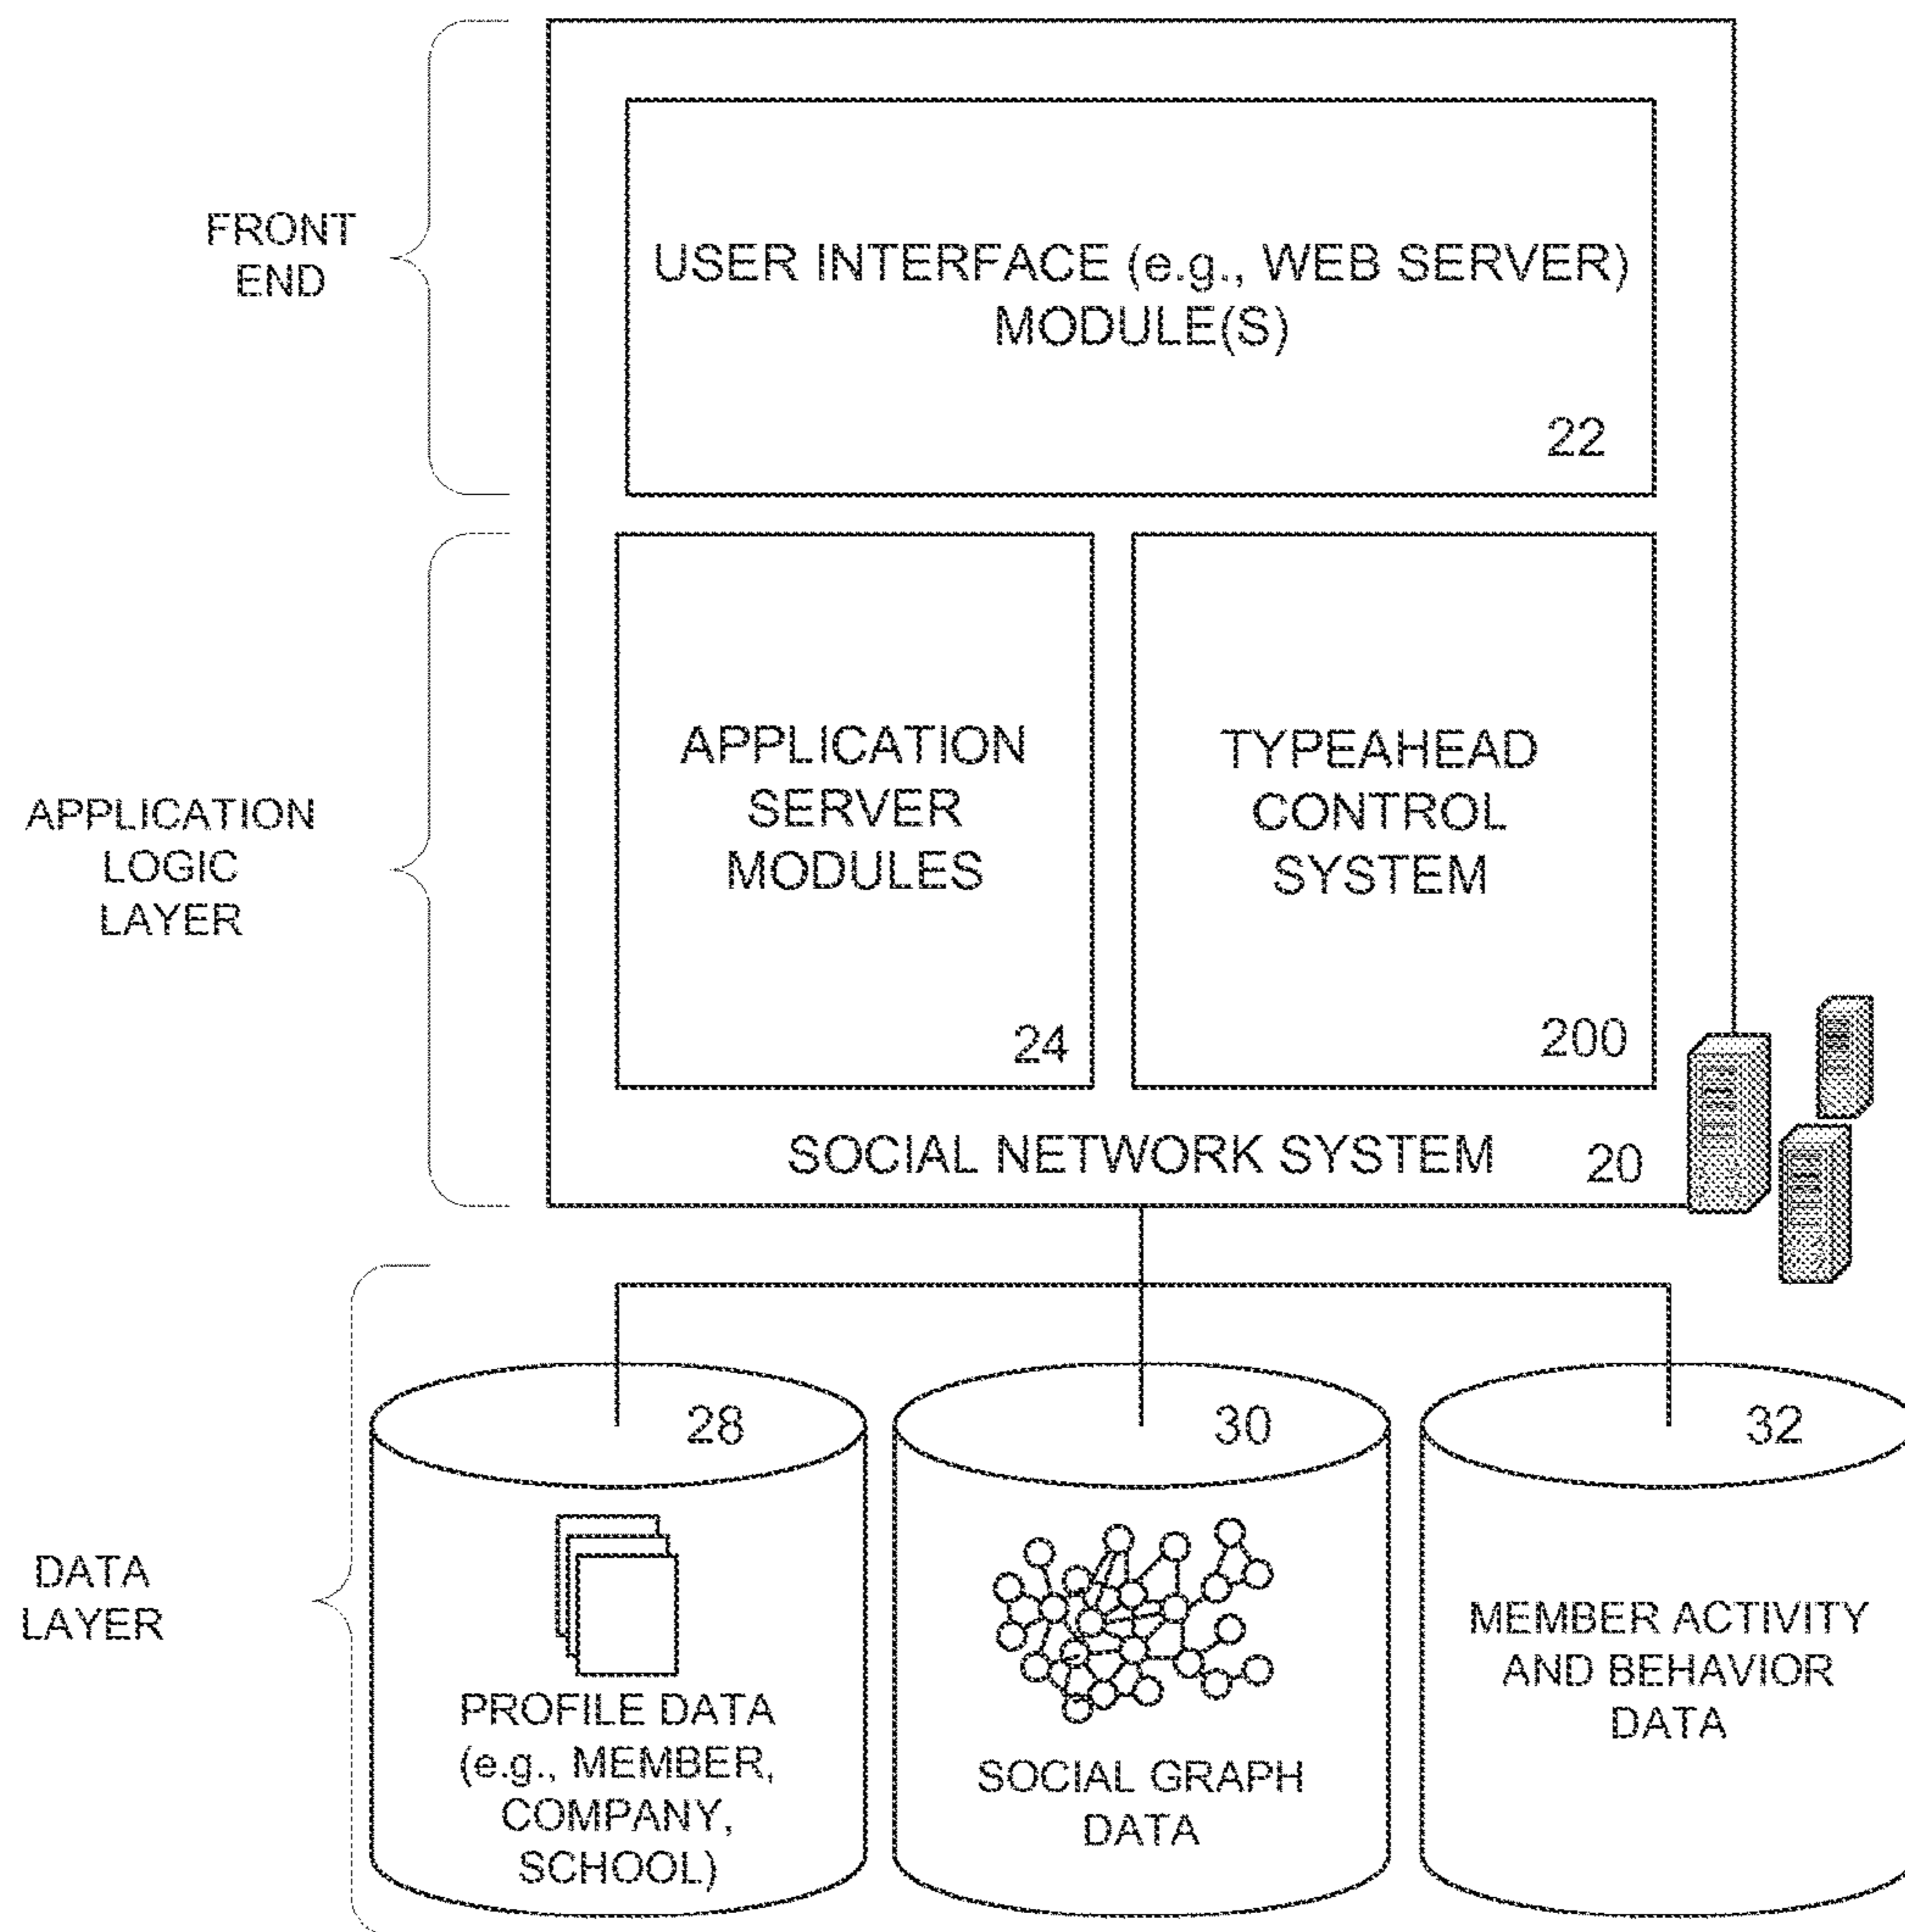 FRONT
END
USER INTERFACE (e.g., WEB SERVER)
MODULE(S)
22
APPLICATION
LOGIC
LAYER
APPLICATION
SERVER
MODULES
24
TYPEAHEAD
CONTROL
SYSTEM
200
SOCIAL NETWORK SYSTEM
20
DATA
LAYER
28
PROFILE DATA
(e.g., MEMBER,
COMPANY,
SCHOOL)
30
SOCIAL GRAPH
DATA
32
MEMBER ACTIVITY
AND BEHAVIOR
DATA